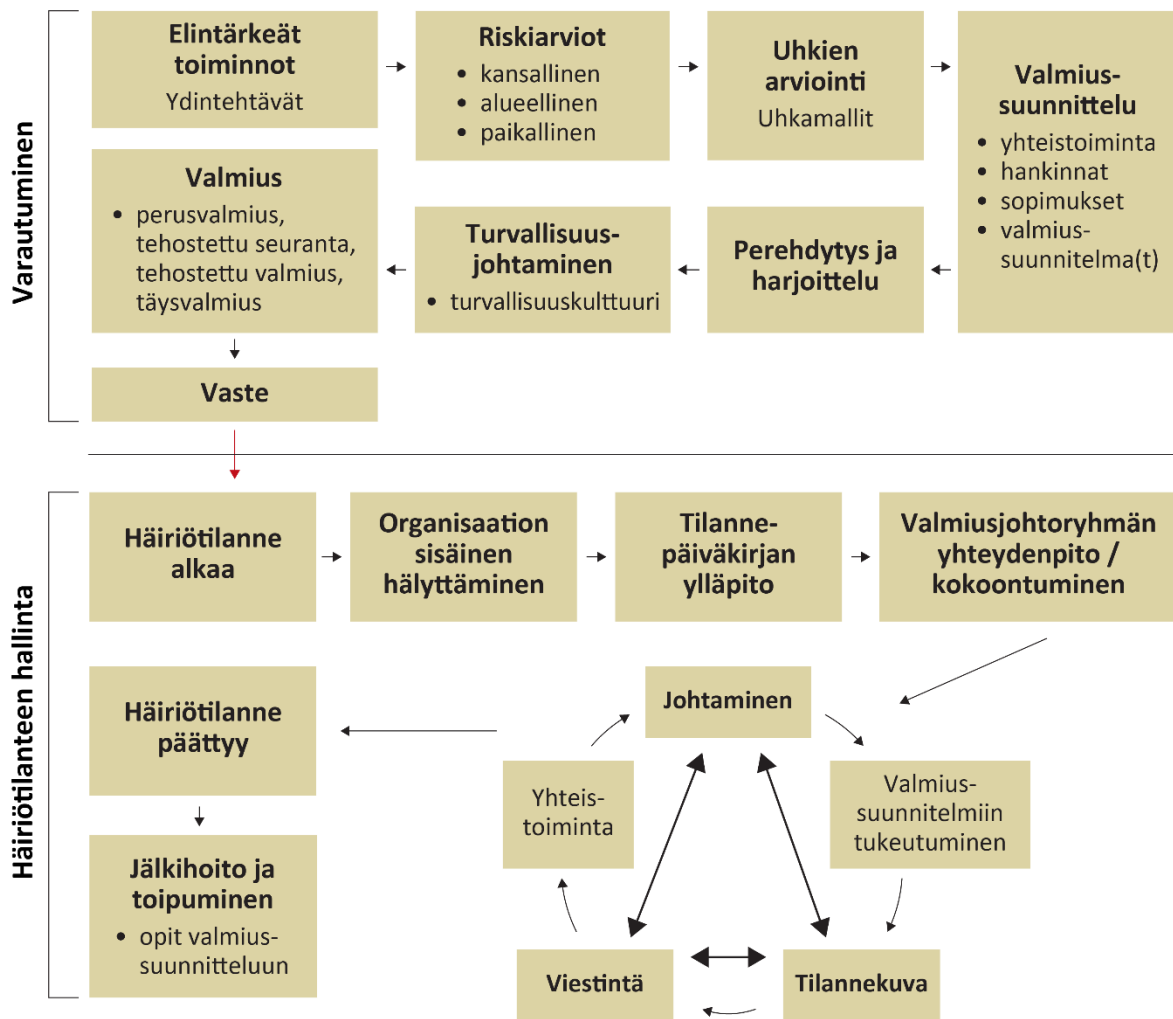 Varautuminen
Elintärkeät
toiminnot
Ydintehtävät
Riskiarviot
• kansallinen
• alueellinen
• paikallinen
Uhkien
arviointi
Uhkamallit
Valmius-
suunnittelu
• yhteistoiminta
• hankinnat
• sopimukset
• valmius-
suunnitelma(t)
Perehdytys ja
harjoittelu
Turvallisuus-
johtaminen
• turvallisuuskulttuuri
Valmius
• perusvalmius,
tehostettu seuranta,
tehostettu valmius,
täysvalmius
Vaste
Häiriötilanteen hallinta
Häiriötilanne
alkaa
Organisaation
sisäinen
hälyttäminen
Tilanne-
päiväkirjan
ylläpito
Valmiusjohtoryhmän
yhteydenpito /
kokoontuminen
Johtaminen
Valmius-
suunnitelmiin
tukeutuminen
Tilannekuva
Viestintä
Yhteis-
toiminta
Häiriötilanne
päättyy
Jälkihoito ja
toipuminen
• opit valmius-
suunnitteluun